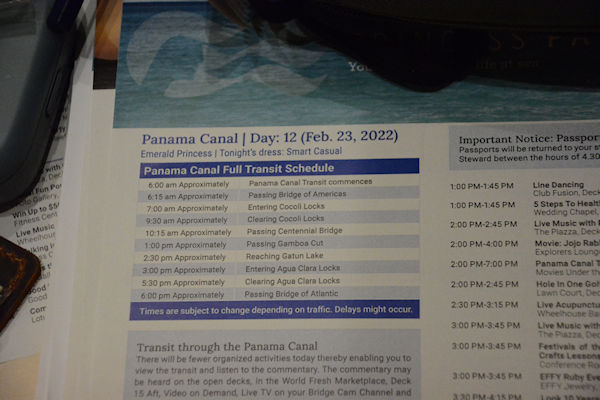 Panama Canal | Day: 12 (Feb. 23, 2022)
Emerald Princess | Tonight's dress: Smart Casual
Panama Canal Full Transit Schedule
6:00 am Approximately Panama Canal Transit commences
6:15 am Approximately Passing Bridge of Americas
7:00 am Approximately Entering Cocoli Locks
9:30 am Approximately Clearing Cocoli Locks
10:15 am Approximately Passing Centennial Bridge
1:00 pm Approximately Passing Gamboa Cut
2:30 pm Approximately Reaching Gatun Lake
3:00 pm Approximately Entering Agua Clara Locks
5:30 pm Approximately Clearing Agua Clara Locks
6:00 pm Approximately Passing Bridge of Atlantic
Times are subject to change depending on traffic. Delays might occur.
Transit through the Panama Canal
There will be fewer organized activities today thereby enabling you to
view the transit and listen to the commentary. The commentary may
be heard on the open decks, in the World Fresh Marketplace, Deck
15 Aft, Video on Demand, Live TV on your Bridge Cam Channel and
Important Notice: Passpor
Passports will be returned to your st
Steward between the hours of 4.30
1:00 PM-1:45 PM Line Dancing
Club Fusion, Dec
1:00 PM-1:45 PM 5 Steps To Healt
Wedding Chapel,
2:00 PM-2:45 PM Live Music with
The Piazza, Deck
2:00 PM-4:00 PM Movie: Jojo Rabb
Explorers Lounge
2:00 PM-7:00 PM Panama Canal T
Movies Under th
2:00 PM-2:45 PM Hole In One Golf
Lawn Court, Dec
2:30 PM-3:15 PM Live Acupunctu
Wheelhouse Ba
3:00 PM-3:45 PM Live Music with
The Piazza, Deck
3:00 PM-3:45 PM Festivals of the
Crafts Lessons
Conference Roo
3:00 PM-3:45 PM EFFY Ruby Eve
EFFY Jewelry,
3:30 PM-4:15 PM Look 10 Years